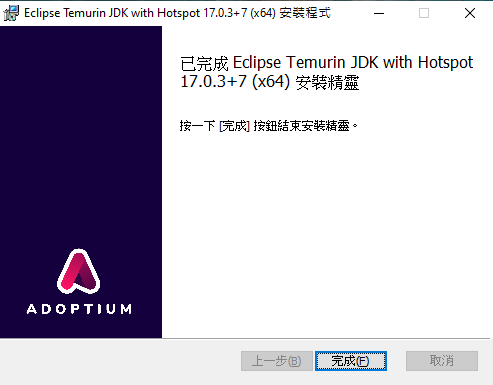 Eclipse Temurin JDK with Hotspot 17.0.3+7 (x64) 安裝程式
已完成 Eclipse Temurin JDK with Hotspot
17.0.3+7 (x64) 安裝精靈
按一下 [完成] 按鈕結束安裝精靈。
ADOPTIUM
上一步(B)
完成(F)
取消